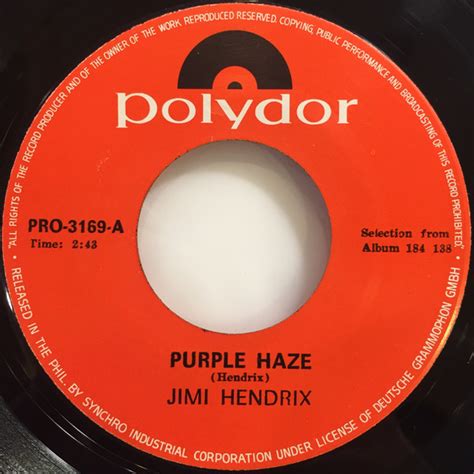 "ALL RIGHTS OF THE RECORD PRODUCER AND OF THE OWNER OF THE WORK REPRODUCED RESERVED. COPYING, PUBLIC PERFORMANCE AND BROADCASTING OF THIS RECORD PROHIBITED"
polydor
PRO-3169-A
Time: 2:43
Selection from
Album 184 138
PURPLE HAZE
(Hendrix)
JIMI HENDRIX
RELEASED IN THE PHIL. BY SYNCHRO INDUSTRIAL CORPORATION UNDER LICENSE OF DEUTSCHE GRAMMOPHON GMBH